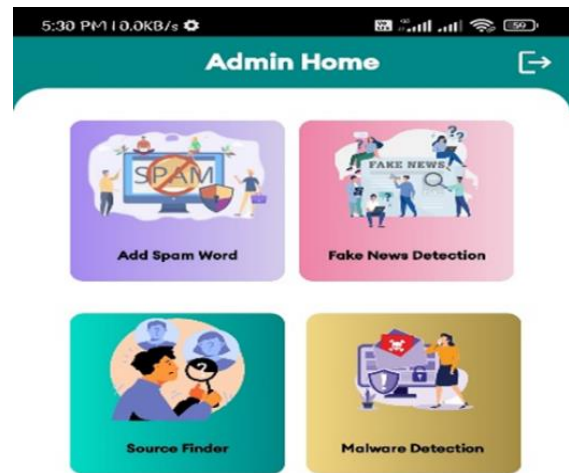 5:30 PM | 0.0KB/s
59
Admin Home
SPAM
FAKE NEWS
??
Add Spam Word
Fake News Detection
?
Source Finder
Malware Detection